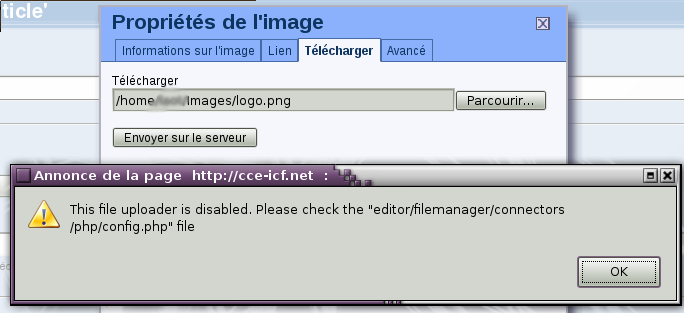 ticle'
Propriétés de l'image
Informations sur l'image
Lien
Télécharger
Avancé
Télécharger
/home/ /Images/logo.png
Parcourir...
Envoyer sur le serveur
Annonce de la page http://cce-icf.net :
This file uploader is disabled. Please check the "editor/filemanager/connectors
/php/config.php" file
OK